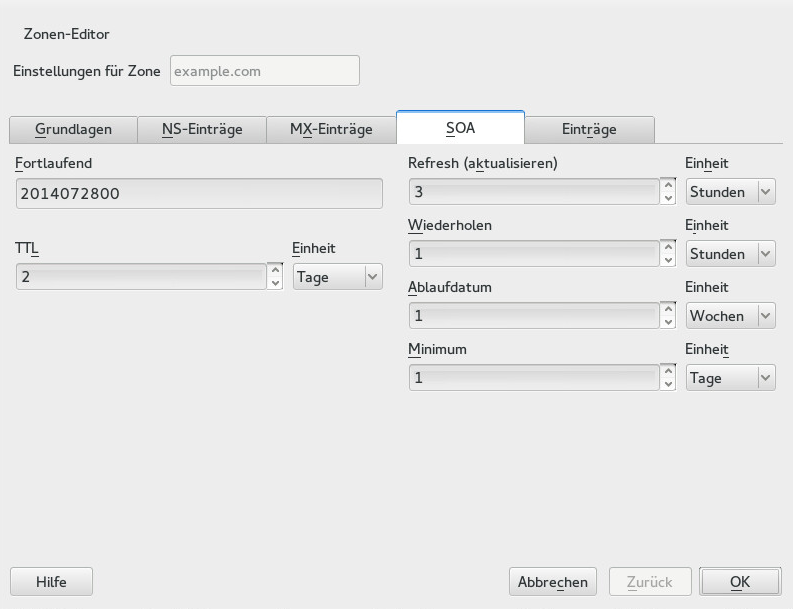 Zonen-Editor
Einstellungen für Zone example.com
Grundlagen NS-Einträge MX-Einträge SOA Einträge
Fortlaufend
2014072800
TTL Einheit
2 Tage
Refresh (aktualisieren) Einheit
3 Stunden
Wiederholen Einheit
1 Stunden
Ablaufdatum Einheit
1 Wochen
Minimum Einheit
1 Tage
Hilfe Abbrechen Zurück OK